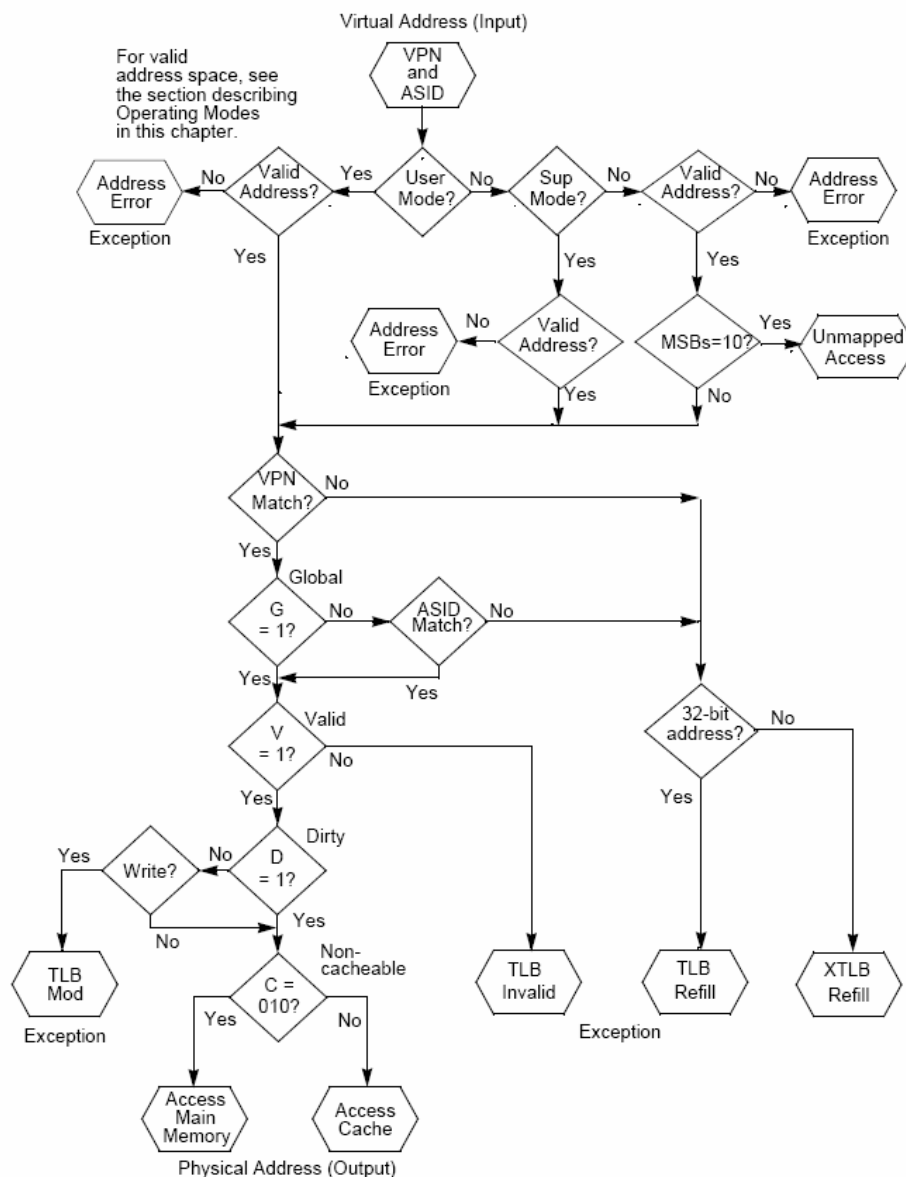 Virtual Address (Input)
For valid
address space, see
the section describing
Operating Modes
in this chapter.
VPN
and
ASID
Address
Error
Exception
No
Valid
Address?
Yes
Yes
User
Mode?
No
Sup
Mode?
No
Valid
Address?
No
Address
Error
Exception
Yes
Yes
Address
Error
Exception
No
Valid
Address?
Yes
MSBs=10?
Yes
Unmapped
Access
No
VPN
Match?
No
Yes
Global
G
= 1?
No
ASID
Match?
No
Yes
Yes
Valid
V
= 1?
No
Yes
32-bit
address?
No
Yes
Dirty
D
= 1?
No
Write?
Yes
No
Yes
TLB
Mod
Exception
Non-
cacheable
C =
010?
Yes
No
TLB
Invalid
TLB
Refill
XTLB
Refill
Exception
Access
Main
Memory
Access
Cache
Physical Address (Output)